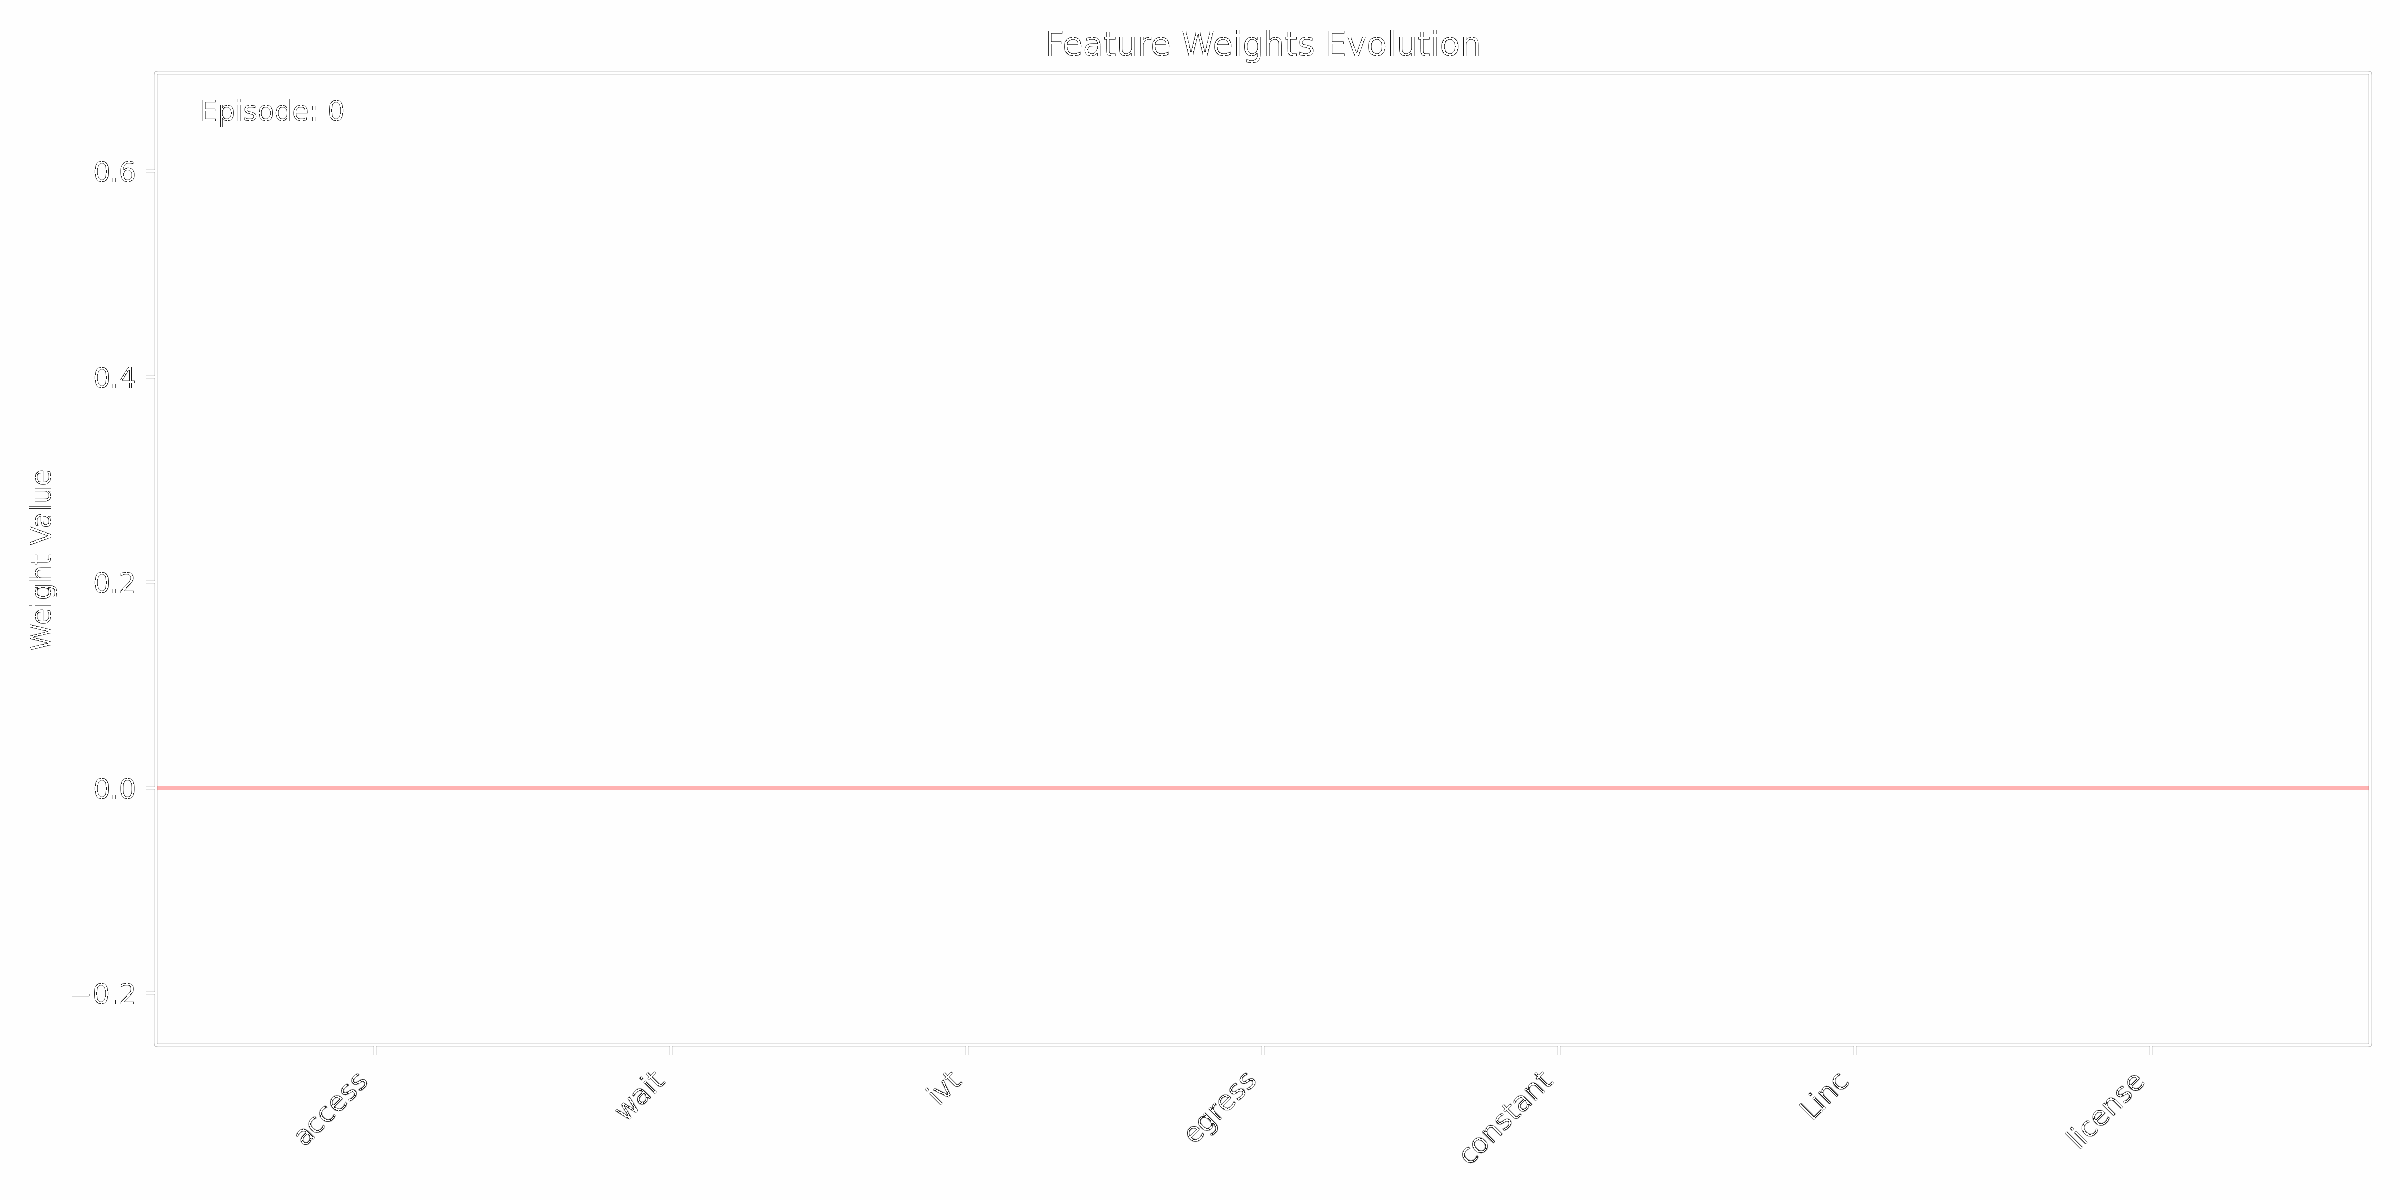 Feature Weights Evolution
Episode: 0
0.6
0.4
0.2
0.0
−0.2
Weight Value
access
wait
ivt
egress
constant
Linc
license